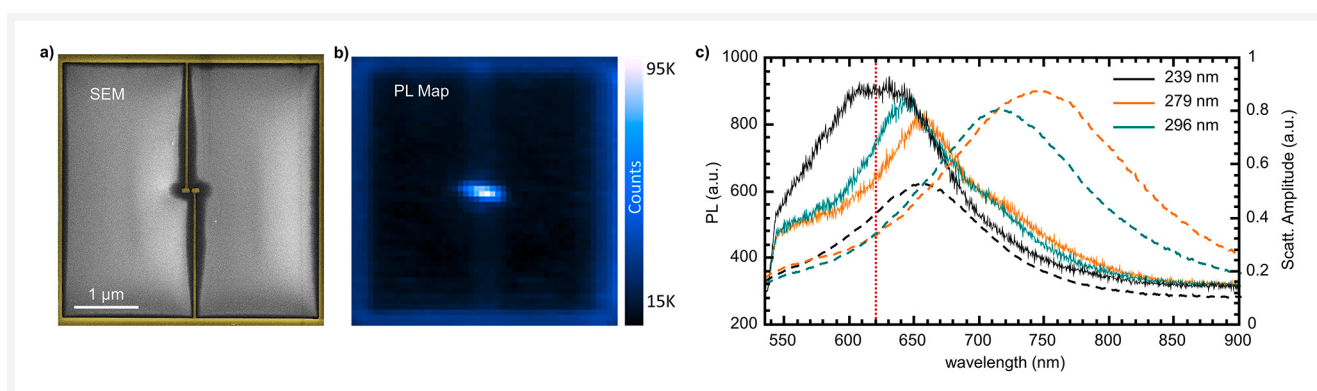 a)
SEM
1 µm
b)
PL Map
95K
Counts
15K
c)
1000
800
600
400
200
PL (a.u.)
550 600 650 700 750 800 850 900
wavelength (nm)
239 nm
279 nm
296 nm
1
0.8
0.6
0.4
0.2
0
Scatt. Amplitude (a.u.)